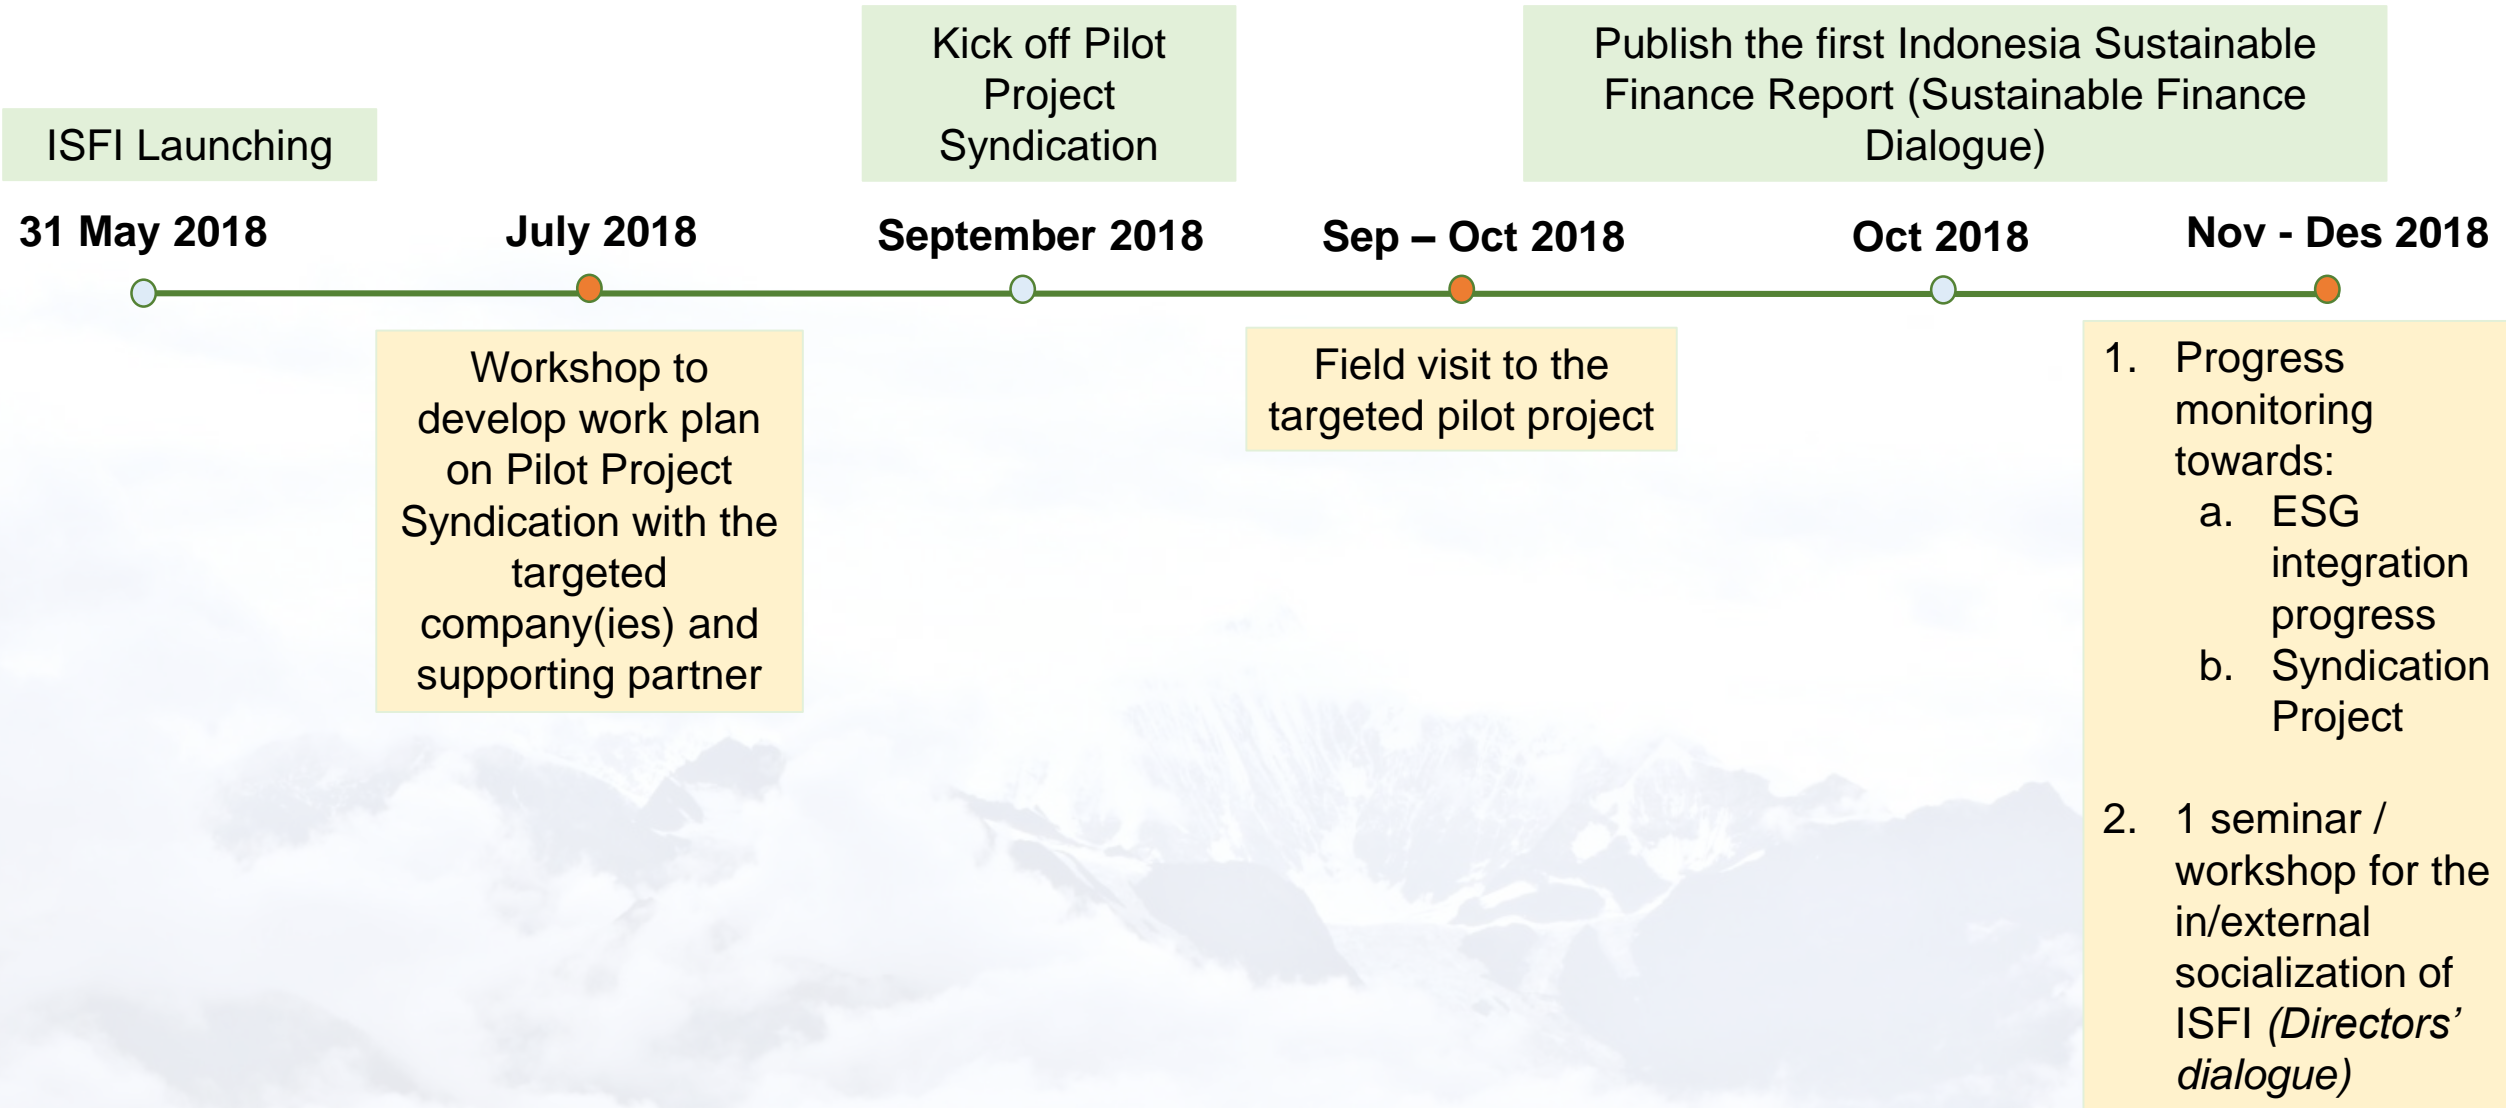 ISFI Launching
Kick off Pilot
Project
Syndication
Publish the first Indonesia Sustainable
Finance Report (Sustainable Finance
Dialogue)
31 May 2018
July 2018
September 2018
Sep – Oct 2018
Oct 2018
Nov - Des 2018
Workshop to
develop work plan
on Pilot Project
Syndication with the
targeted
company(ies) and
supporting partner
Field visit to the
targeted pilot project
1. Progress
monitoring
towards:
a. ESG
integration
progress
b. Syndication
Project
2. 1 seminar /
workshop for the
in/external
socialization of
ISFI (Directors’
dialogue)